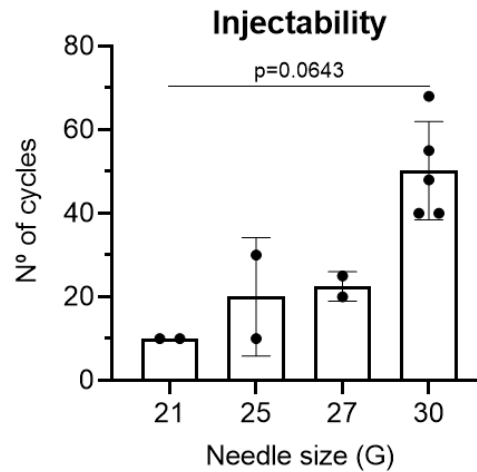 Injectability
p=0.0643
80
60
40
20
0
Nº of cycles
21 25 27 30
Needle size (G)